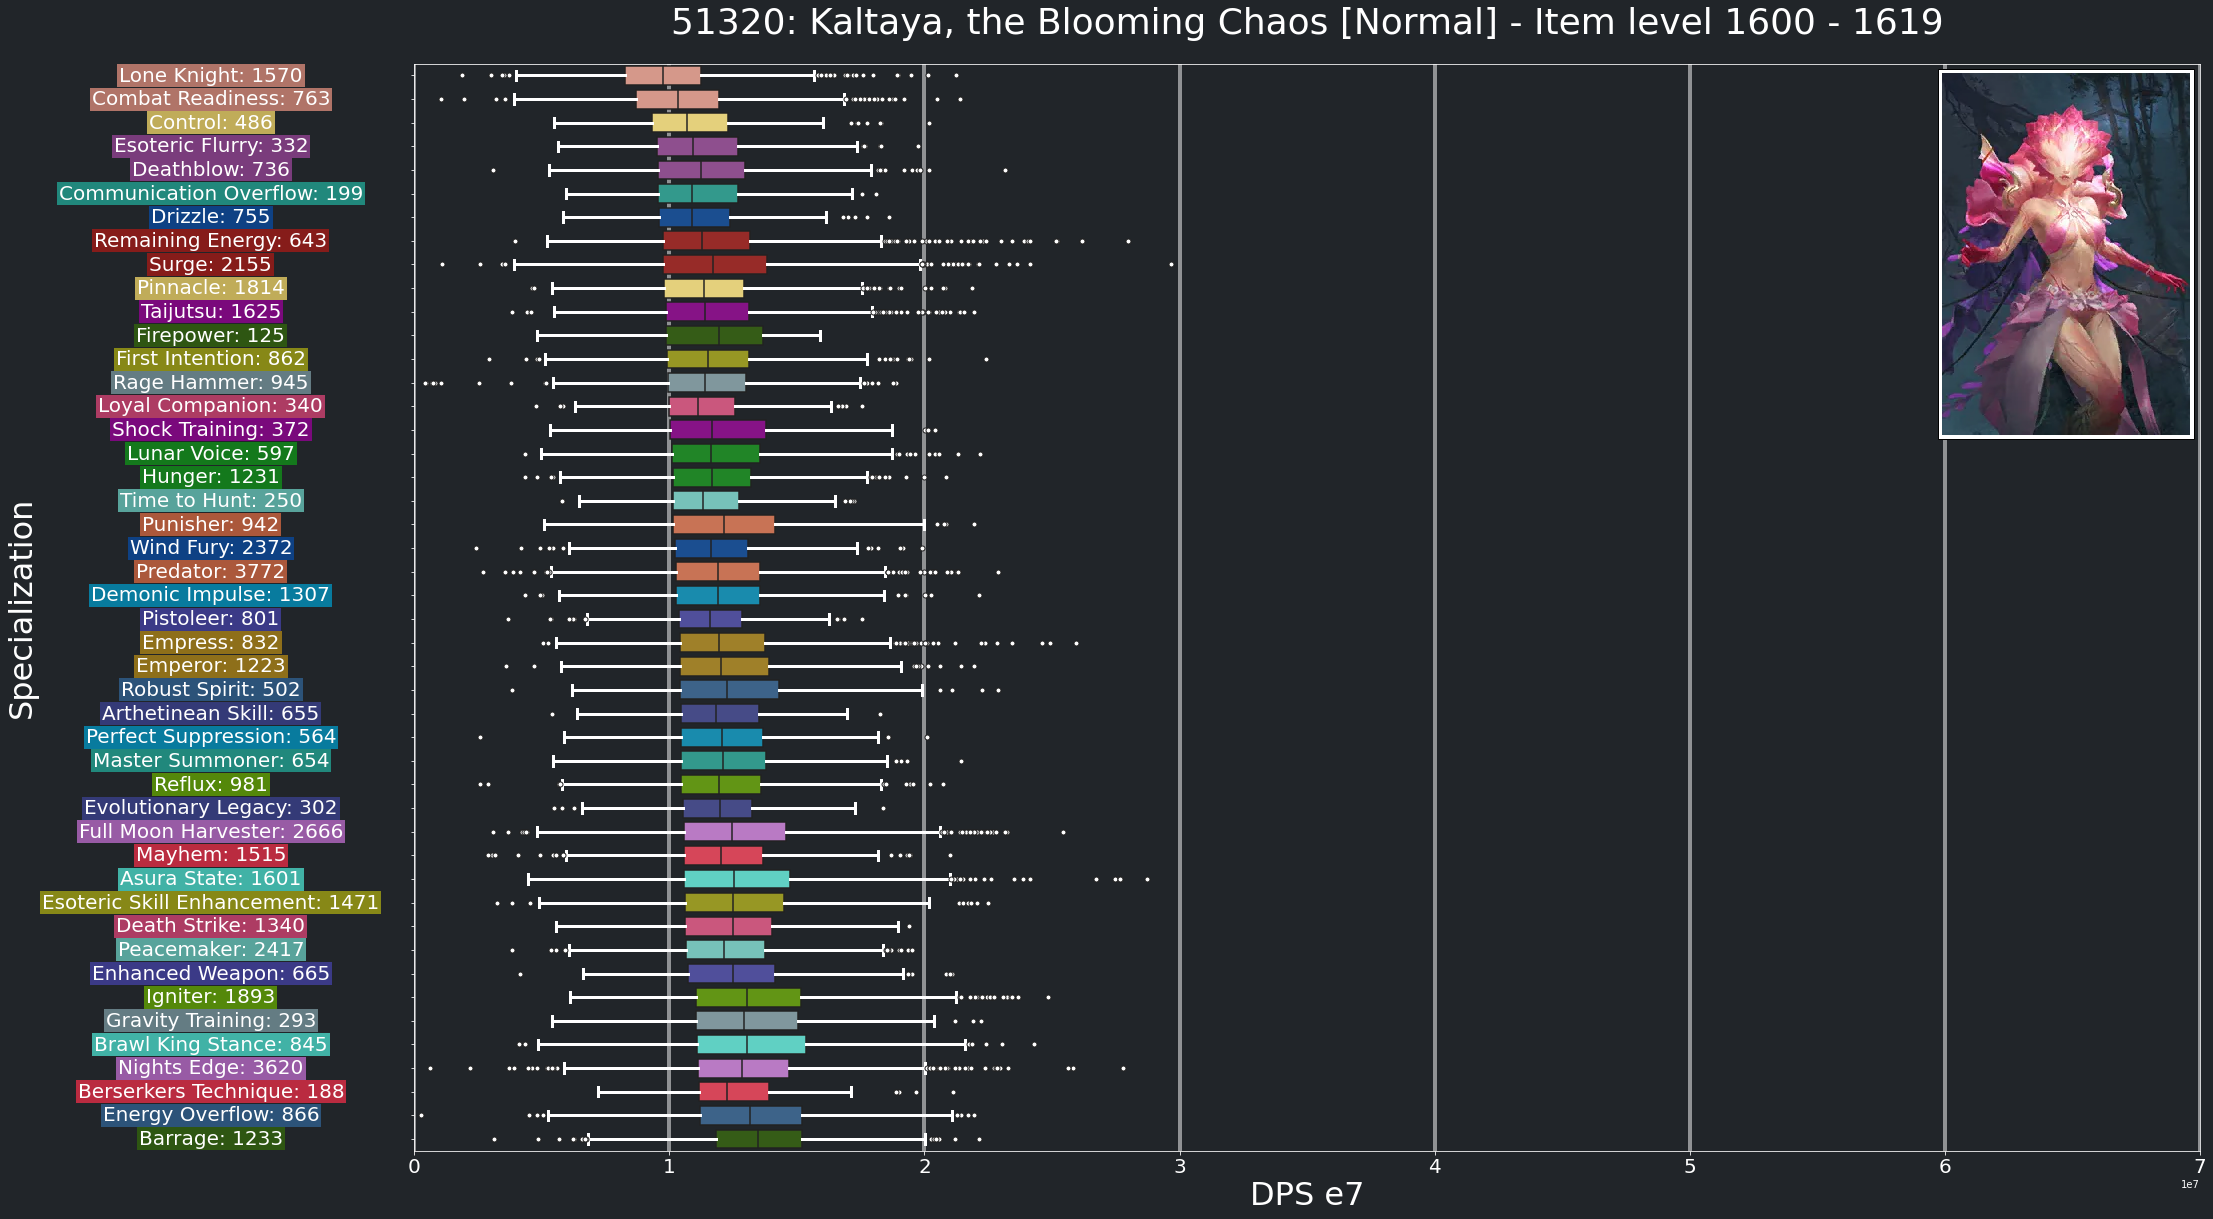 51320: Kaltaya, the Blooming Chaos [Normal] - Item level 1600 - 1619
Lone Knight: 1570
Combat Readiness: 763
Control: 486
Esoteric Flurry: 332
Deathblow: 736
Communication Overflow: 199
Drizzle: 755
Remaining Energy: 643
Surge: 2155
Pinnacle: 1814
Taijutsu: 1625
Firepower: 125
First Intention: 862
Rage Hammer: 945
Loyal Companion: 340
Shock Training: 372
Lunar Voice: 597
Hunger: 1231
Time to Hunt: 250
Punisher: 942
Wind Fury: 2372
Predator: 3772
Demonic Impulse: 1307
Pistoleer: 801
Empress: 832
Emperor: 1223
Robust Spirit: 502
Arthetinean Skill: 655
Perfect Suppression: 564
Master Summoner: 654
Reflux: 981
Evolutionary Legacy: 302
Full Moon Harvester: 2666
Mayhem: 1515
Asura State: 1601
Esoteric Skill Enhancement: 1471
Death Strike: 1340
Peacemaker: 2417
Enhanced Weapon: 665
Igniter: 1893
Gravity Training: 293
Brawl King Stance: 845
Nights Edge: 3620
Berserkers Technique: 188
Energy Overflow: 866
Barrage: 1233
Specialization
0 1 2 3 4 5 6 7
1e7
DPS e7